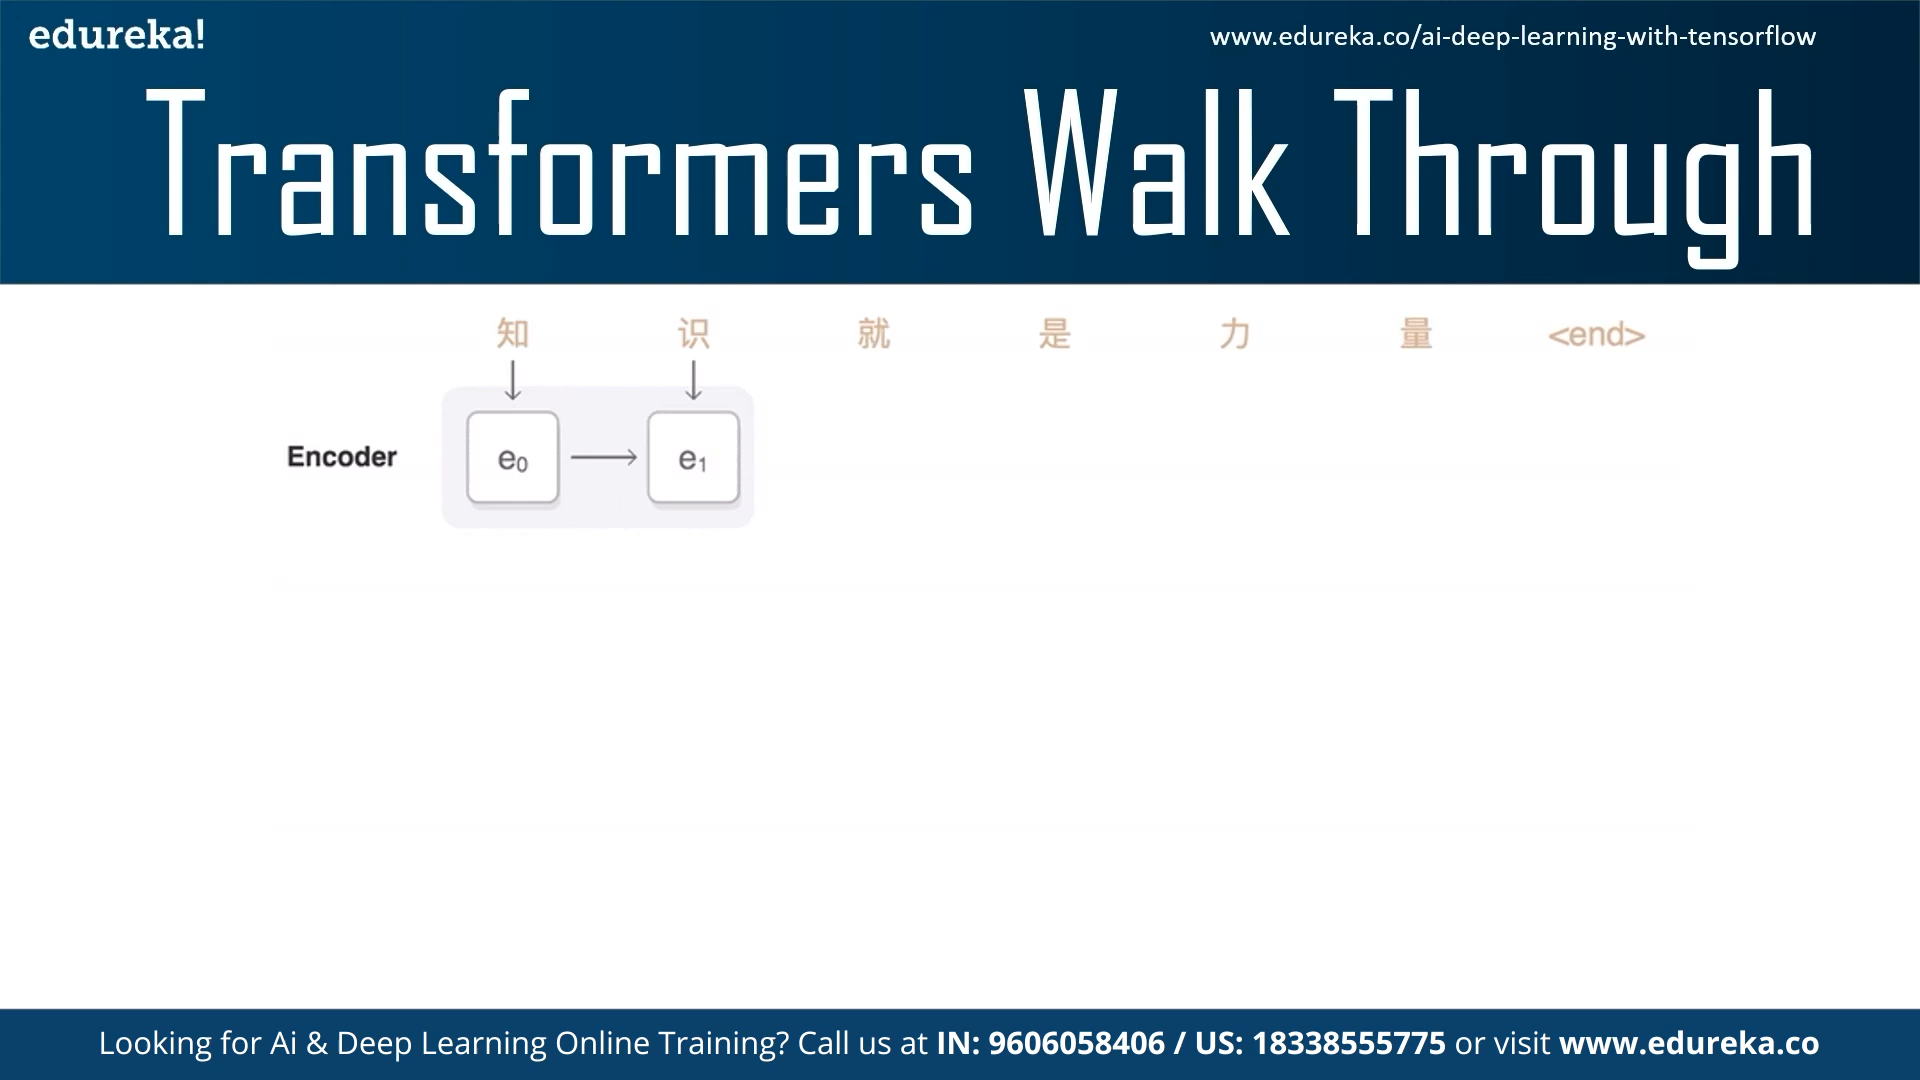 edureka!
www.edureka.co/ai-deep-learning-with-tensorflow
Transformers Walk Through
知 识 就 是 力 量 <end>
Encoder e₀ e₁
Looking for Ai & Deep Learning Online Training? Call us at IN: 9606058406 / US: 18338555775 or visit www.edureka.co